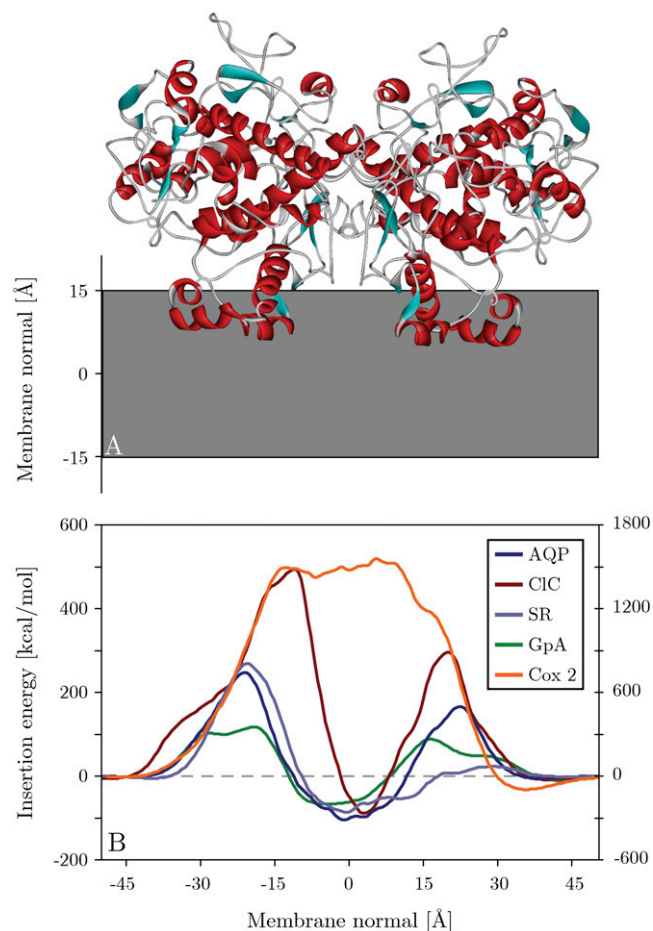 Membrane normal [Å]
15
0
-15
A
Insertion energy [kcal/mol]
600
500
400
200
0
-200
1800
1200
600
0
-600
AQP
ClC
SR
GpA
Cox 2
B
-45 -30 -15 0 15 30 45
Membrane normal [Å]